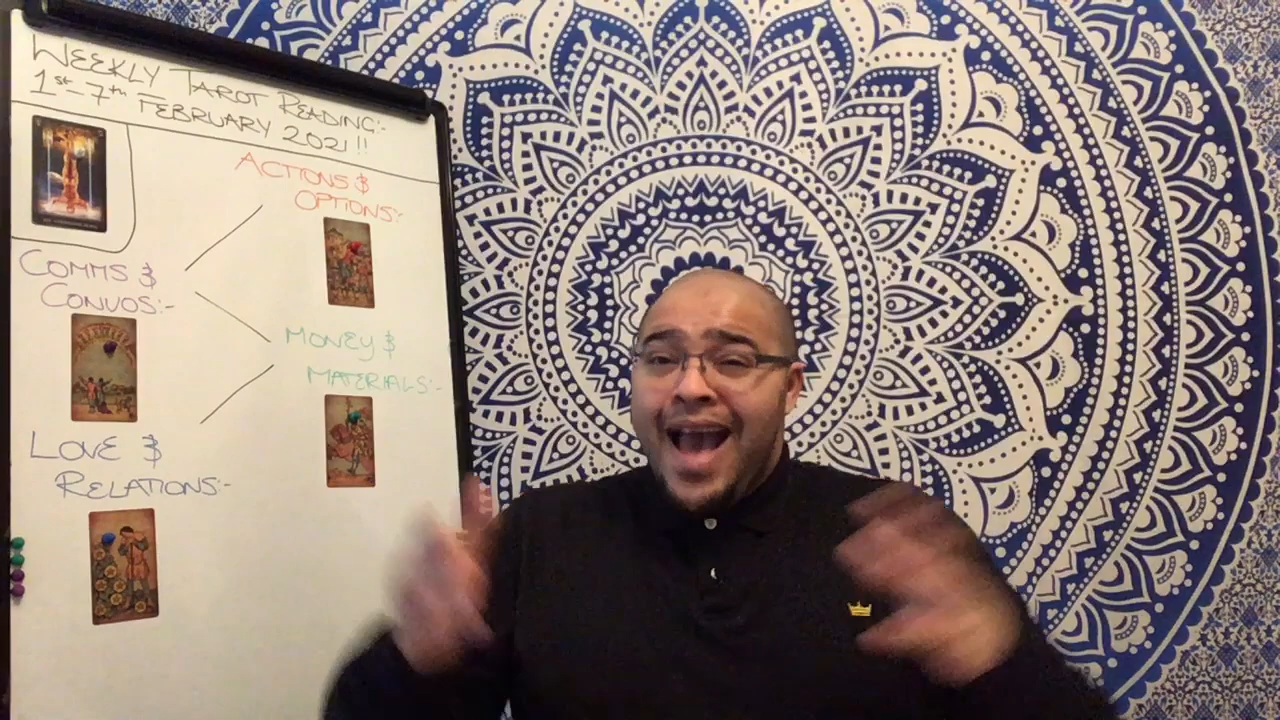 WEEKLY TAROT READING:-
1st-7th FEBRUARY 2021!!
ACTIONS &
OPTIONS:-
COMMS &
CONVOS:-
MONEY &
MATERIALS:-
LOVE &
RELATIONS:-